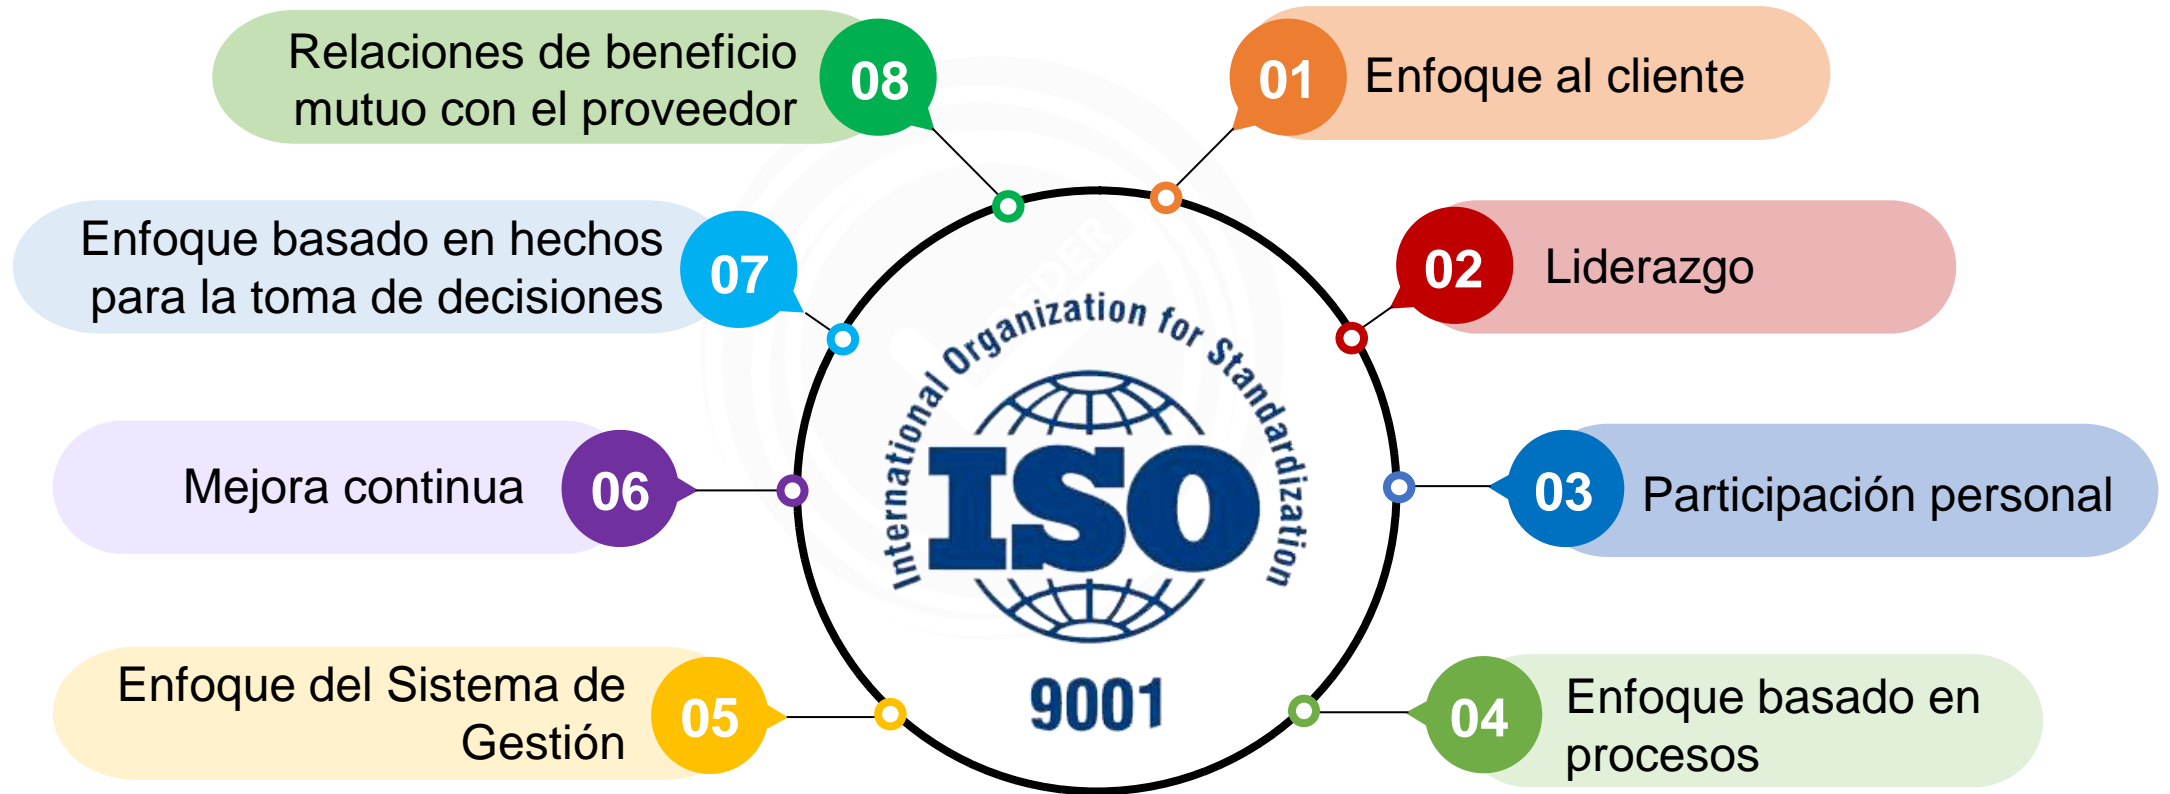 01
Enfoque al cliente
02
Liderazgo
03
Participación personal
04
Enfoque basado en
procesos
05
Enfoque del Sistema de
Gestión
06
Mejora continua
07
Enfoque basado en hechos
para la toma de decisiones
08
Relaciones de beneficio
mutuo con el proveedor
International Organization for Standardization
ISO
9001